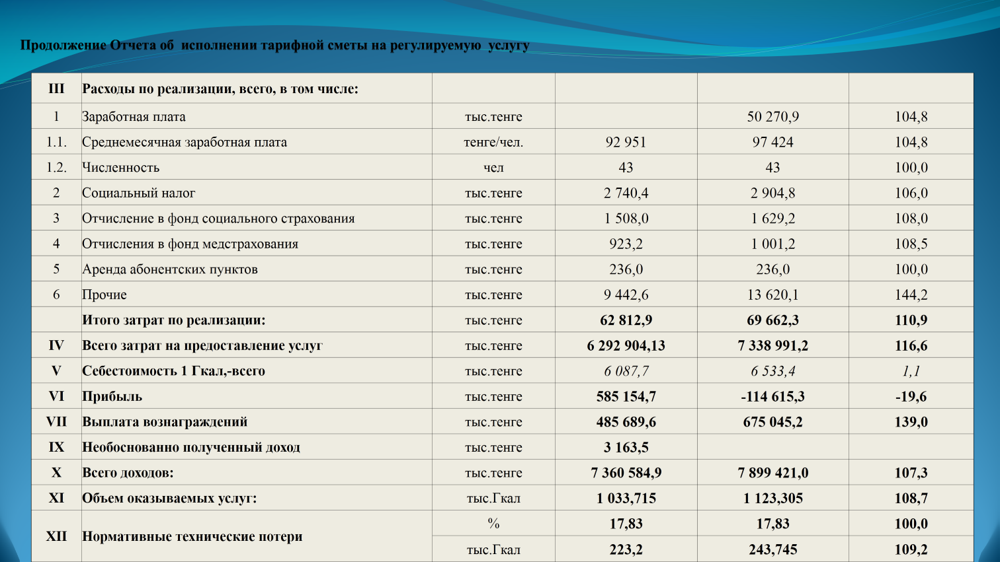 Продолжение Отчета об исполнении тарифной сметы на регулируемую услугу
III Расходы по реализации, всего, в том числе:
1 Заработная плата тыс.тенге 50 270,9 104,8
1.1. Среднемесячная заработная плата тенге/чел. 92 951 97 424 104,8
1.2. Численность чел 43 43 100,0
2 Социальный налог тыс.тенге 2 740,4 2 904,8 106,0
3 Отчисление в фонд социального страхования тыс.тенге 1 508,0 1 629,2 108,0
4 Отчисления в фонд медстрахования тыс.тенге 923,2 1 001,2 108,5
5 Аренда абонентских пунктов тыс.тенге 236,0 236,0 100,0
6 Прочие тыс.тенге 9 442,6 13 620,1 144,2
Итого затрат по реализации: тыс.тенге 62 812,9 69 662,3 110,9
IV Всего затрат на предоставление услуг тыс.тенге 6 292 904,13 7 338 991,2 116,6
V Себестоимость 1 Гкал,-всего тыс.тенге 6 087,7 6 533,4 1,1
VI Прибыль тыс.тенге 585 154,7 -114 615,3 -19,6
VII Выплата вознаграждений тыс.тенге 485 689,6 675 045,2 139,0
IX Необоснованно полученный доход тыс.тенге 3 163,5
X Всего доходов: тыс.тенге 7 360 584,9 7 899 421,0 107,3
XI Объем оказываемых услуг: тыс.Гкал 1 033,715 1 123,305 108,7
XII Нормативные технические потери % 17,83 17,83 100,0
тыс.Гкал 223,2 243,745 109,2